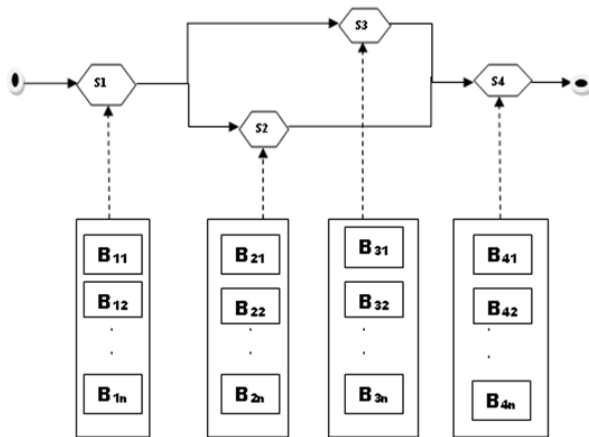 S3
S1
S4
S2
B11
B21
B31
B41
B12
B22
B32
B42
. . . .
. . . .
B1n
B2n
B3n
B4n